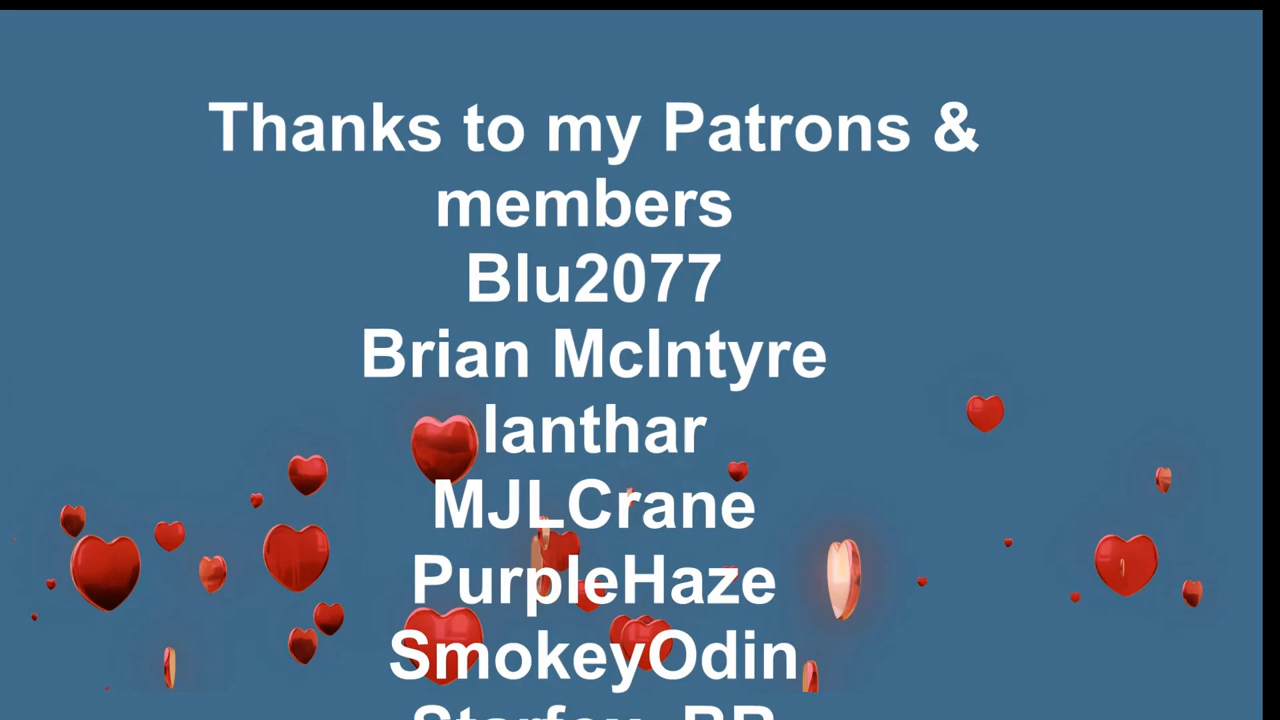 Thanks to my Patrons &
members
Blu2077
Brian McIntyre
lanthar
MJLCrane
PurpleHaze
SmokeyOdin